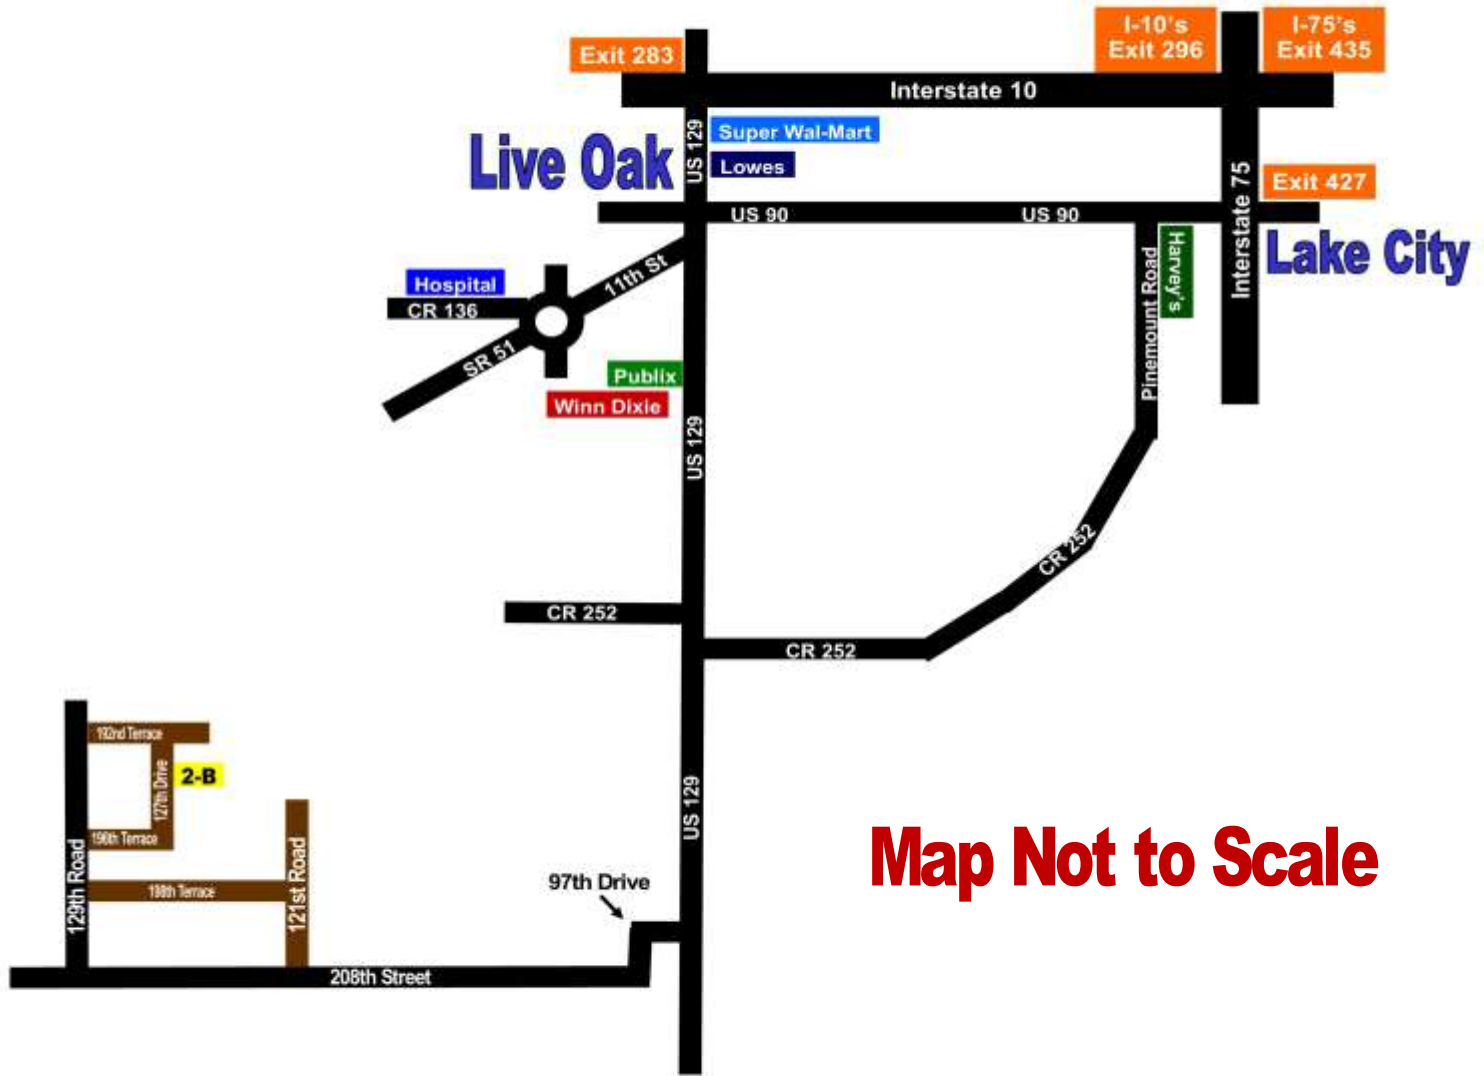 I-10's
Exit 296
I-75's
Exit 435
Exit 283
Interstate 10
US 129
Super Wal-Mart
Live Oak
Lowes
Interstate 75
Exit 427
US 90
US 90
Lake City
Harvey's
Pinemount Road
11th St
Hospital
CR 136
SR 51
Publix
Winn Dixie
US 129
CR 252
CR 252
CR 252
192nd Terrace
127th Drive
2-B
196th Terrace
US 129
Map Not to Scale
129th Road
198th Terrace
121st Road
97th Drive
208th Street